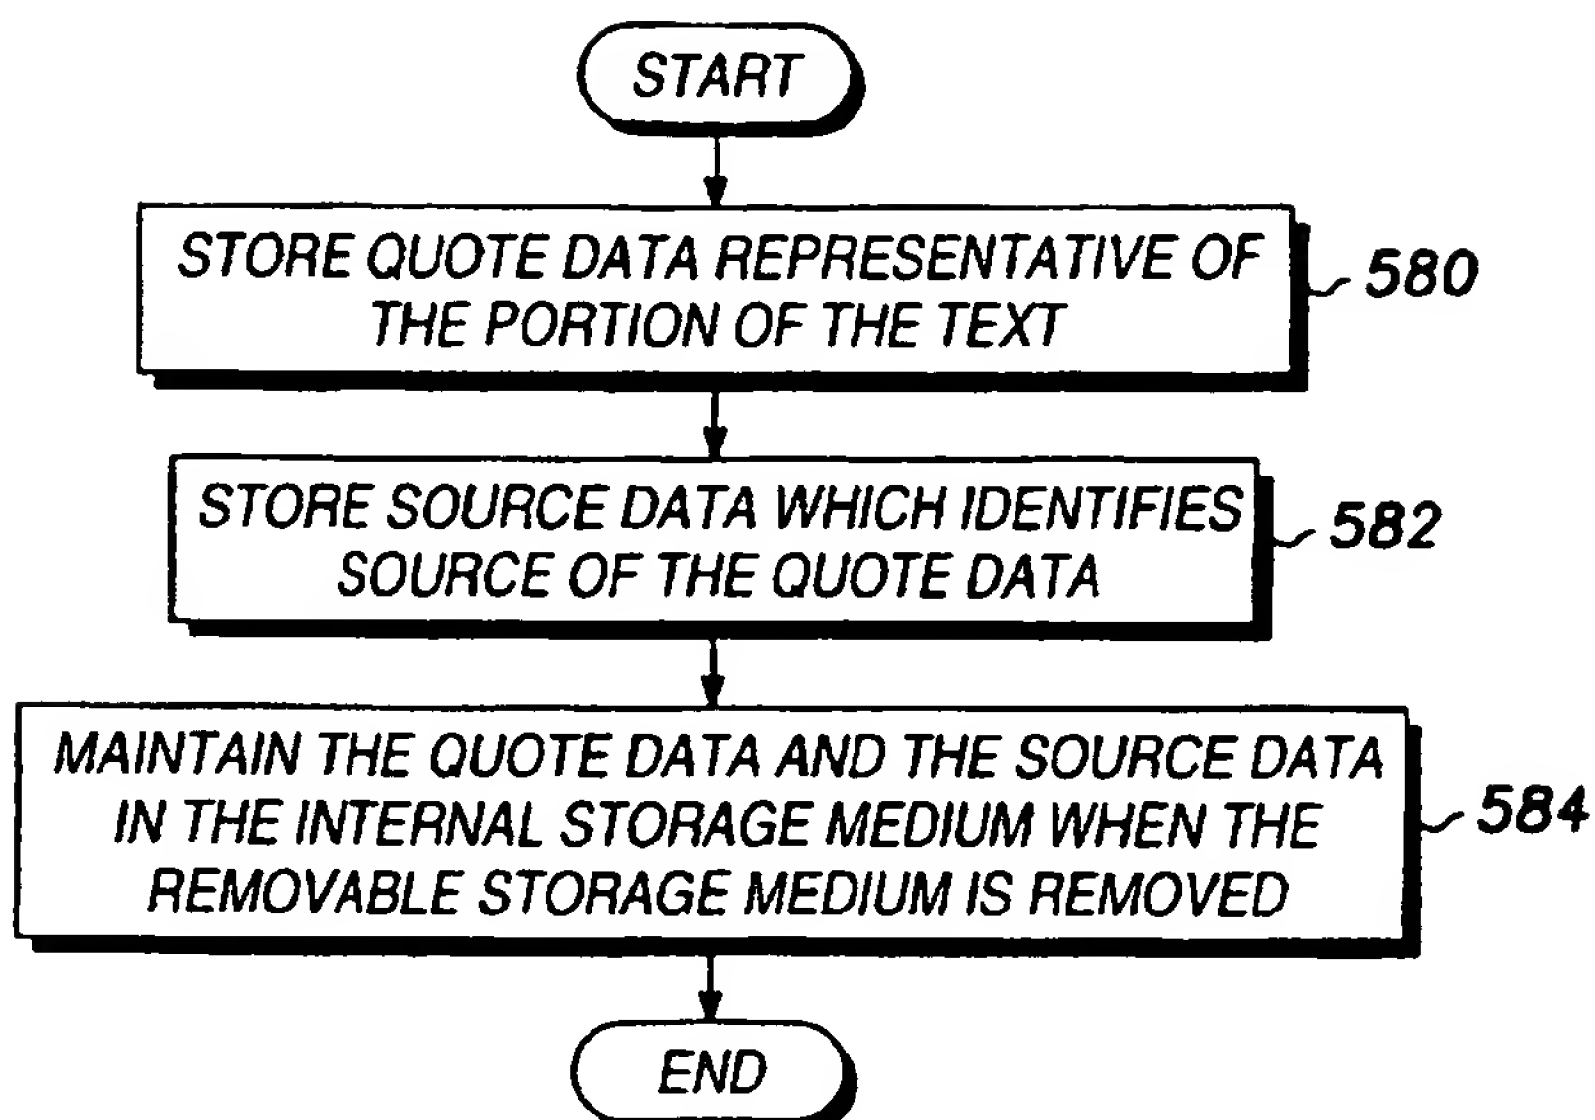 START
STORE QUOTE DATA REPRESENTATIVE OF
THE PORTION OF THE TEXT
580
STORE SOURCE DATA WHICH IDENTIFIES
SOURCE OF THE QUOTE DATA
582
MAINTAIN THE QUOTE DATA AND THE SOURCE DATA
IN THE INTERNAL STORAGE MEDIUM WHEN THE
REMOVABLE STORAGE MEDIUM IS REMOVED
584
END